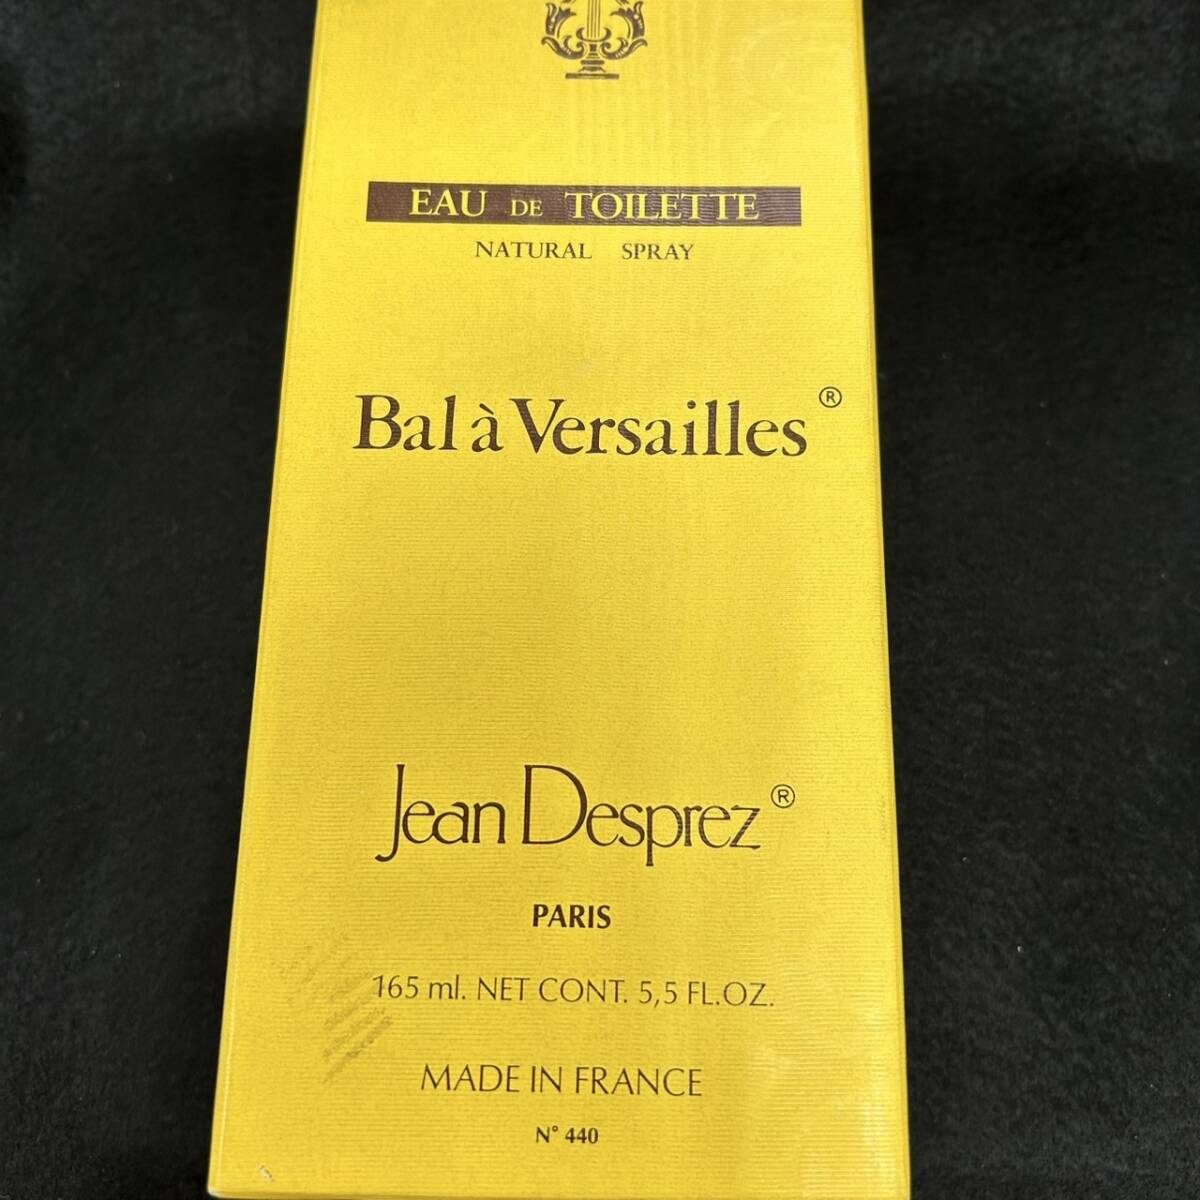 EAU DE TOILETTE
NATURAL SPRAY
Bal à Versailles®
Jean Desprez®
PARIS
165 ml. NET CONT. 5,5 FL.OZ.
MADE IN FRANCE
N° 440